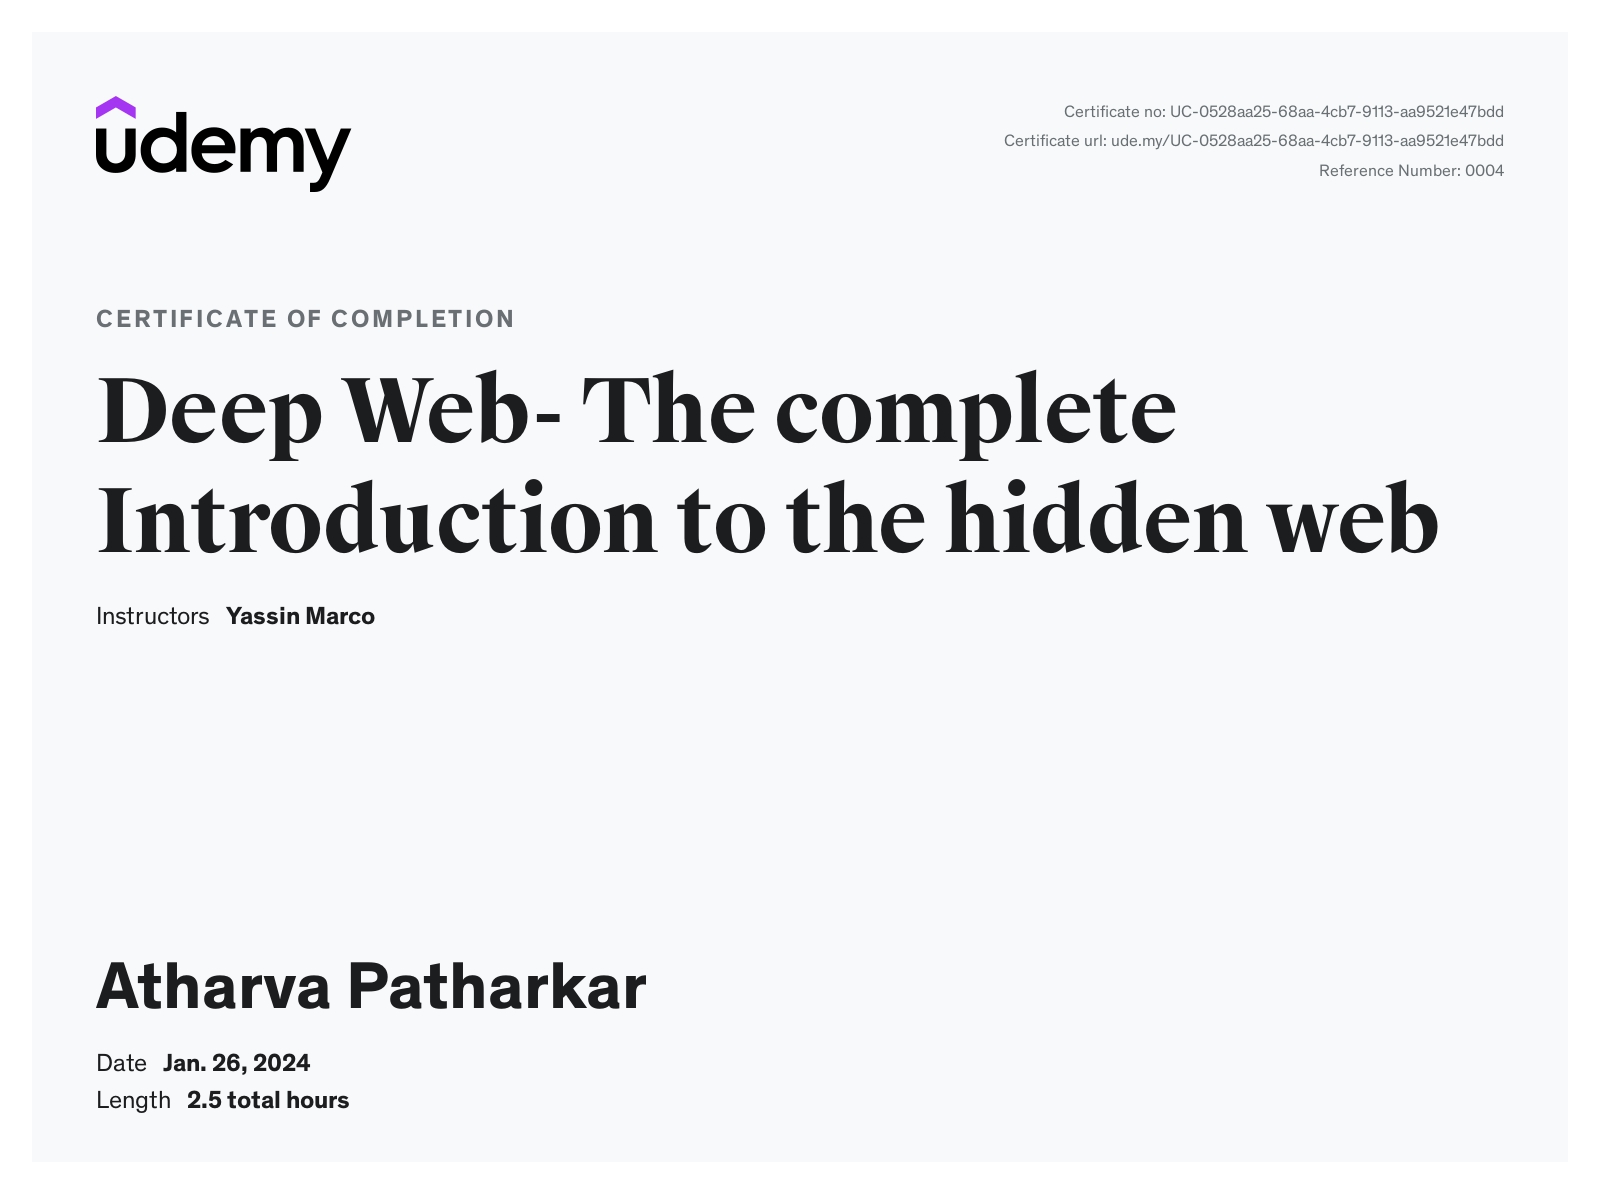 udemy
Certificate no: UC-0528aa25-68aa-4cb7-9113-aa9521e47bdd
Certificate url: ude.my/UC-0528aa25-68aa-4cb7-9113-aa9521e47bdd
Reference Number: 0004
CERTIFICATE OF COMPLETION
Deep Web- The complete
Introduction to the hidden web
Instructors Yassin Marco
Atharva Patharkar
Date Jan. 26, 2024
Length 2.5 total hours